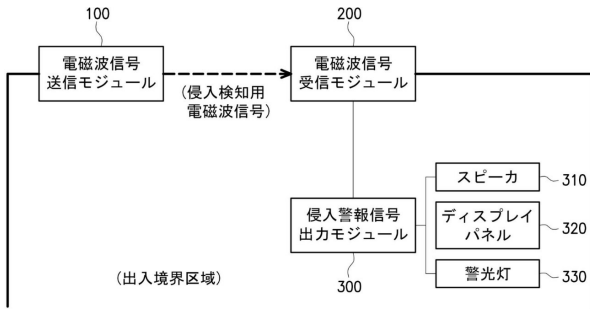 100
200
電磁波信号
送信モジュール
電磁波信号
受信モジュール
(侵入検知用
電磁波信号)
スピーカ
310
侵入警報信号
出力モジュール
ディスプレイ
パネル
320
警光灯
330
300
(出入境界区域)